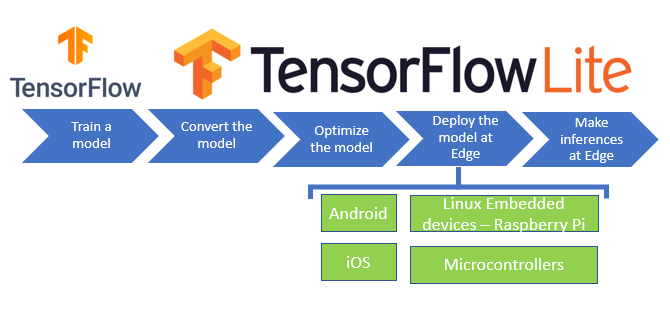 TensorFlow
TensorFlow Lite
Train a
model
Convert the
model
Optimize
the model
Deploy the
model at
Edge
Make
inferences
at Edge
Android
Linux Embedded
devices – Raspberry Pi
iOS
Microcontrollers